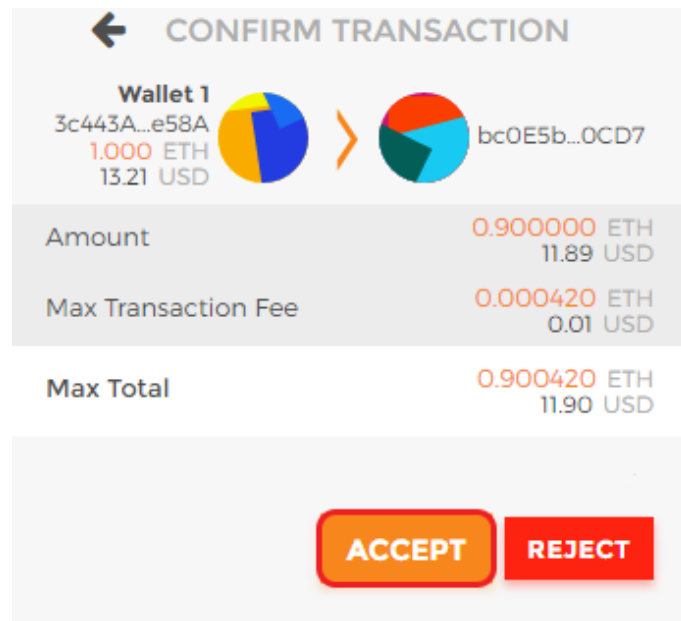 CONFIRM TRANSACTION
Wallet 1
3c443A...e58A
1.000 ETH
13.21 USD
bc0E5b...0CD7
Amount
0.900000 ETH
11.89 USD
Max Transaction Fee
0.000420 ETH
0.01 USD
Max Total
0.900420 ETH
11.90 USD
ACCEPT
REJECT